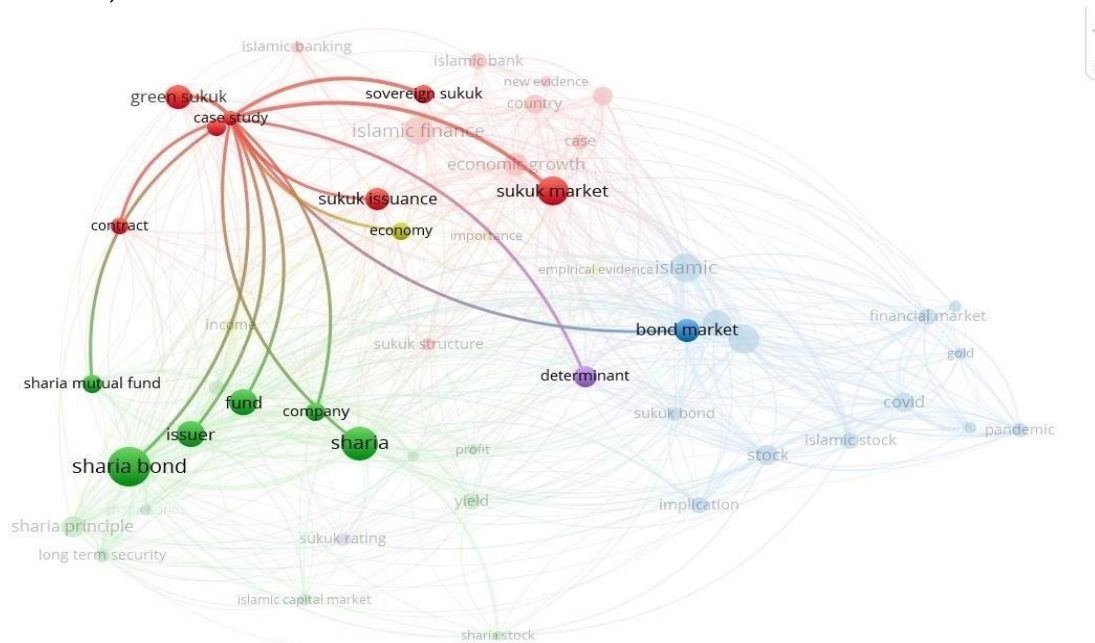 islamic banking
islamic bank
new evidence
green sukuk
sovereign sukuk
country
case study
islamic finance
case
economic growth
sukuk market
sukuk issuance
contract
economy
importance
empirical evidence
islamic
financial market
income
bond market
sukuk structure
gold
determinant
sharia mutual fund
fund
company
covid
sukuk bond
pandemic
issuer
sharia
islamic stock
profit
stock
sharia bond
yield
implication
sharia principle
sukuk rating
long term security
islamic capital market
sharia stock